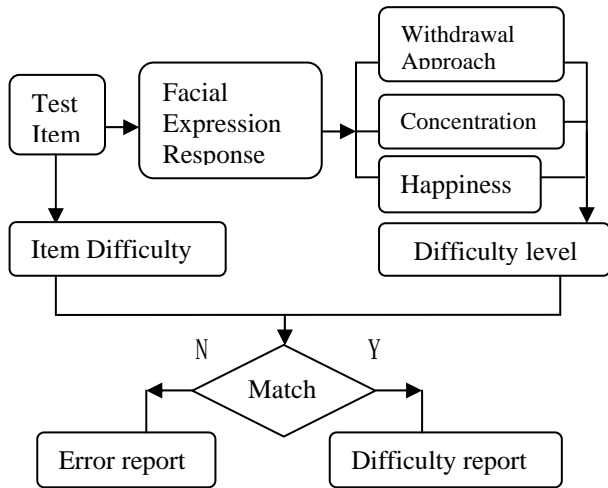 Withdrawal
Approach
Test
Item
Facial
Expression
Response
Concentration
Happiness
Item Difficulty
Difficulty level
N
Y
Match
Error report
Difficulty report